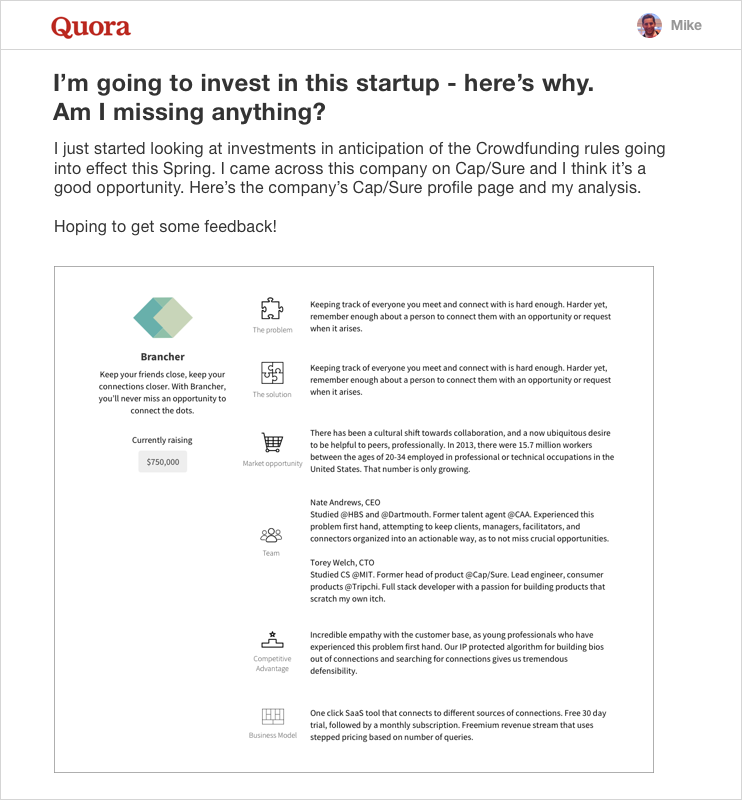 Quora
Mike
I’m going to invest in this startup - here’s why.
Am I missing anything?
I just started looking at investments in anticipation of the Crowdfunding rules going
into effect this Spring. I came across this company on Cap/Sure and I think it’s a
good opportunity. Here’s the company’s Cap/Sure profile page and my analysis.
Hoping to get some feedback!
Brancher
Keep your friends close, keep your
connections closer. With Brancher,
you’ll never miss an opportunity to
connect the dots.
Currently raising
$750,000
The problem
Keeping track of everyone you meet and connect with is hard enough. Harder yet,
remember enough about a person to connect them with an opportunity or request
when it arises.
The solution
Keeping track of everyone you meet and connect with is hard enough. Harder yet,
remember enough about a person to connect them with an opportunity or request
when it arises.
Market opportunity
There has been a cultural shift towards collaboration, and a now ubiquitous desire
to be helpful to peers, professionally. In 2013, there were 15.7 million workers
between the ages of 20-34 employed in professional or technical occupations in the
United States. That number is only growing.
Team
Nate Andrews, CEO
Studied @HBS and @Dartmouth. Former talent agent @CAA. Experienced this
problem first hand, attempting to keep clients, managers, facilitators, and
connectors organized into an actionable way, as to not miss crucial opportunities.
Torey Welch, CTO
Studied CS @MIT. Former head of product @Cap/Sure. Lead engineer, consumer
products @Tripchi. Full stack developer with a passion for building products that
scratch my own itch.
Competitive
Advantage
Incredible empathy with the customer base, as young professionals who have
experienced this problem first hand. Our IP protected algorithm for building bios
out of connections and searching for connections gives us tremendous
defensibility.
Business Model
One click SaaS tool that connects to different sources of connections. Free 30 day
trial, followed by a monthly subscription. Freemium revenue stream that uses
stepped pricing based on number of queries.